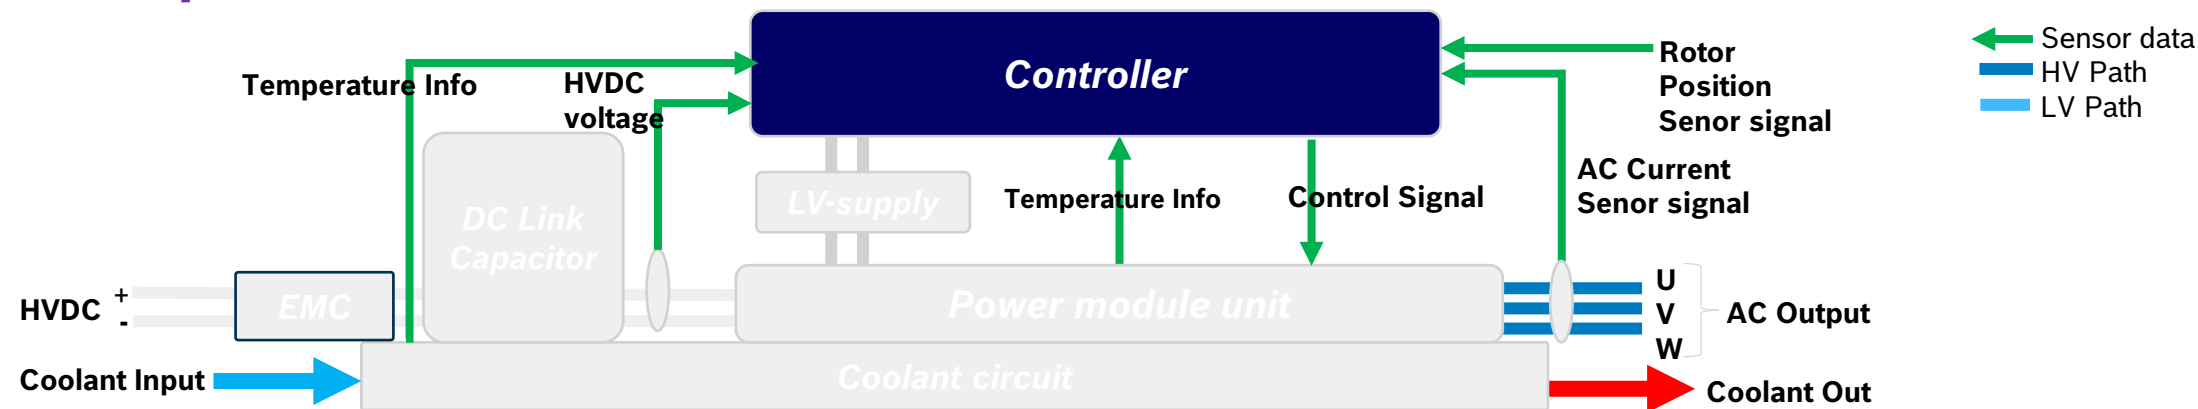 Controller
Temperature Info
HVDC
voltage
Rotor
Position
Senor signal
Sensor data
HV Path
LV Path
DC Link
Capacitor
LV-supply
Temperature Info
Control Signal
AC Current
Senor signal
HVDC
+
-
EMC
Power module unit
U
V
W
AC Output
Coolant Input
Coolant circuit
Coolant Out